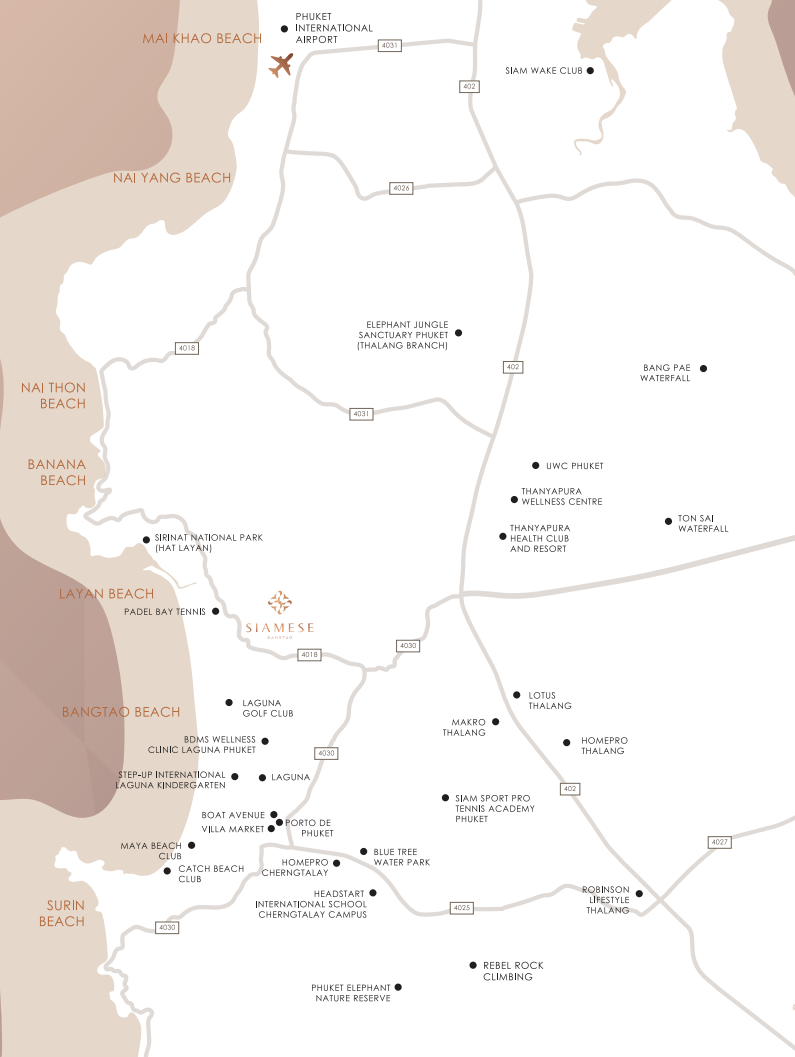 PHUKET
INTERNATIONAL
AIRPORT
MAI KHAO BEACH
4031
SIAM WAKE CLUB
402
NAI YANG BEACH
4026
ELEPHANT JUNGLE
SANCTUARY PHUKET
(THALANG BRANCH)
4018
402
BANG PAE
WATERFALL
NAI THON
BEACH
4031
BANANA
BEACH
UWC PHUKET
THANYAPURA
WELLNESS CENTRE
TON SAI
WATERFALL
THANYAPURA
HEALTH CLUB
AND RESORT
SIRINAT NATIONAL PARK
(HAT LAYAN)
LAYAN BEACH
PADEL BAY TENNIS
SIAMESE
BANGTAO
4030
4018
LOTUS
THALANG
LAGUNA
GOLF CLUB
BANGTAO BEACH
MAKRO
THALANG
HOMEPRO
THALANG
BDMS WELLNESS
CLINIC LAGUNA PHUKET
4030
STEP-UP INTERNATIONAL
LAGUNA KINDERGARTEN
LAGUNA
402
SIAM SPORT PRO
TENNIS ACADEMY
PHUKET
BOAT AVENUE
VILLA MARKET
PORTO DE
PHUKET
4027
MAYA BEACH
CLUB
BLUE TREE
WATER PARK
HOMEPRO
CHERNGTALAY
CATCH BEACH
CLUB
HEADSTART
INTERNATIONAL SCHOOL
CHERNGTALAY CAMPUS
ROBINSON
LIFESTYLE
THALANG
SURIN
BEACH
4025
4030
REBEL ROCK
CLIMBING
PHUKET ELEPHANT
NATURE RESERVE